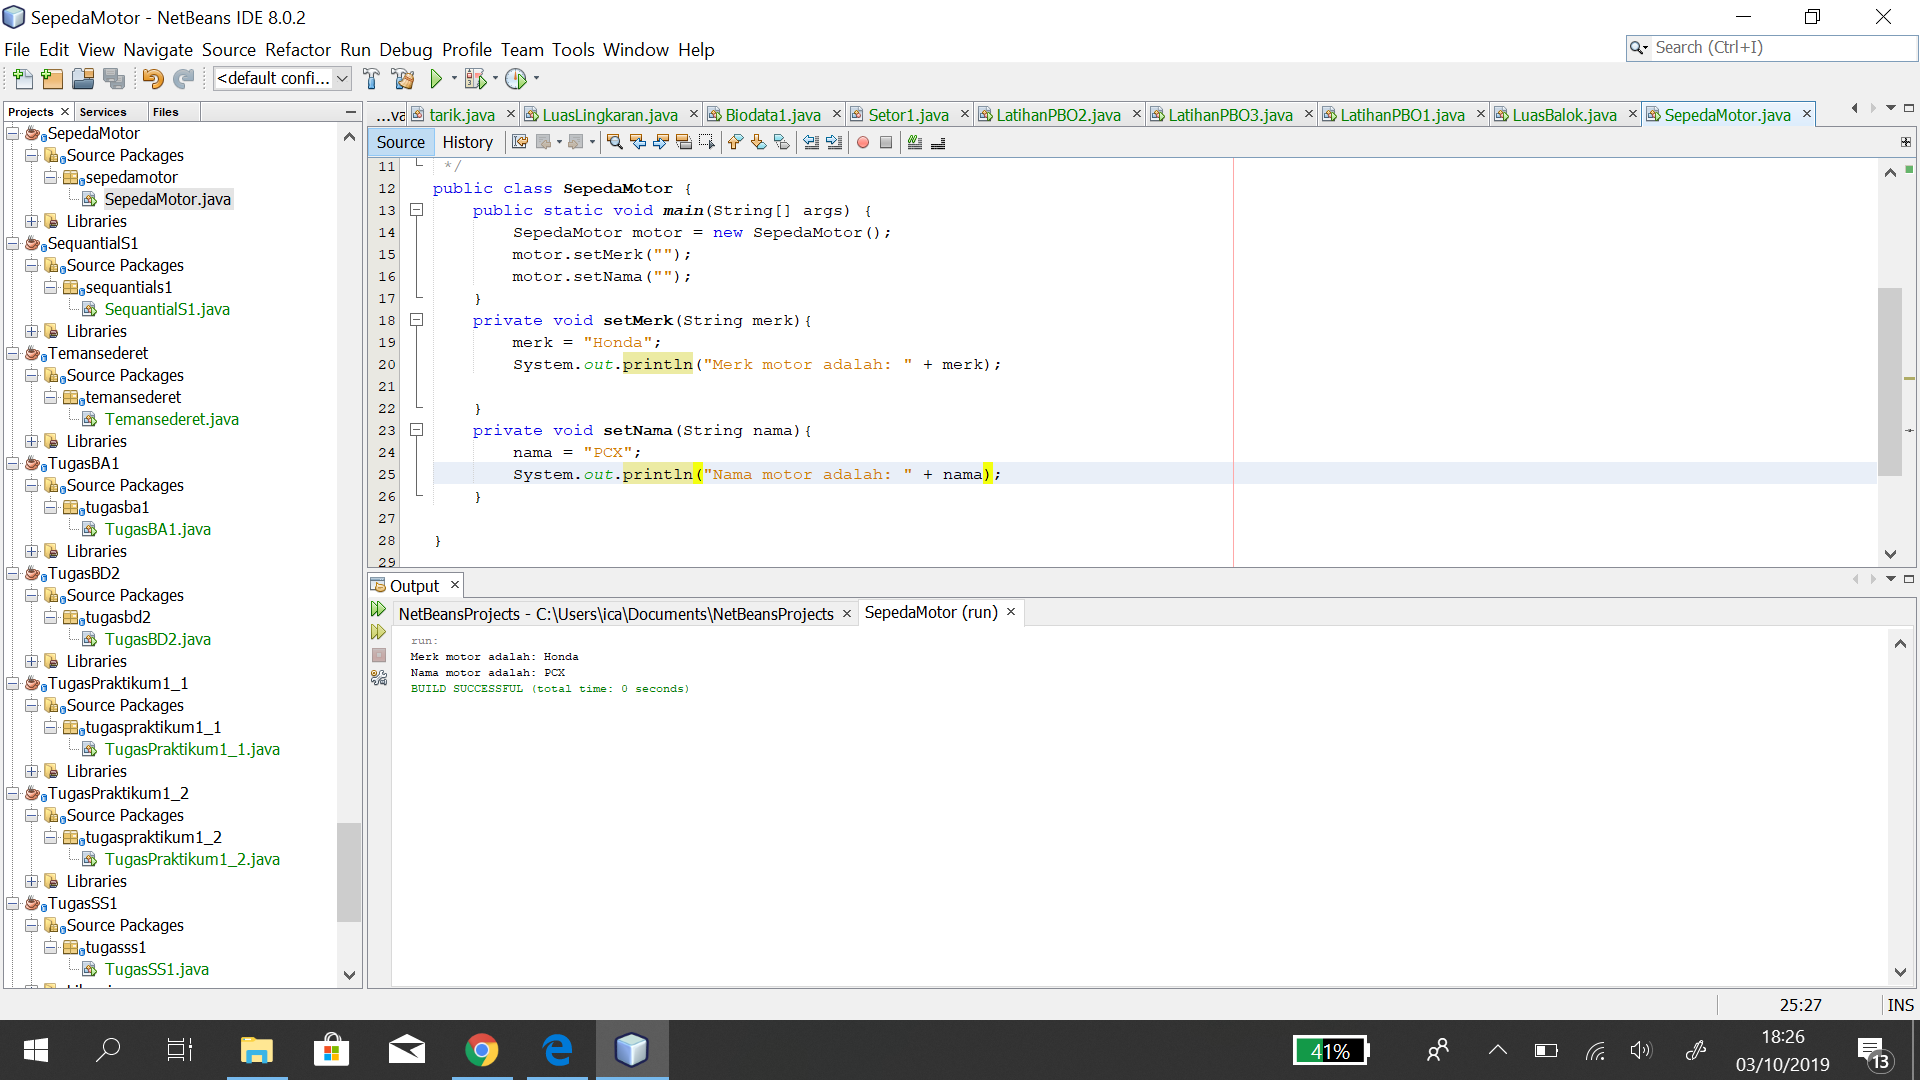 SepedaMotor - NetBeans IDE 8.0.2
File Edit View Navigate Source Refactor Run Debug Profile Team Tools Window Help
Search (Ctrl+I)
<default confi...
Projects Services Files
SepedaMotor
Source Packages
sepedamotor
SepedaMotor.java
Libraries
SequantialS1
Source Packages
sequantials1
SequantialS1.java
Libraries
Temansederet
Source Packages
temansederet
Temansederet.java
Libraries
TugasBA1
Source Packages
tugasba1
TugasBA1.java
Libraries
TugasBD2
Source Packages
tugasbd2
TugasBD2.java
Libraries
TugasPraktikum1_1
Source Packages
tugaspraktikum1_1
TugasPraktikum1_1.java
Libraries
TugasPraktikum1_2
Source Packages
tugaspraktikum1_2
TugasPraktikum1_2.java
Libraries
TugasSS1
Source Packages
tugasss1
TugasSS1.java
...va tarik.java LuasLingkaran.java Biodata1.java Setor1.java LatihanPBO2.java LatihanPBO3.java LatihanPBO1.java LuasBalok.java SepedaMotor.java
Source History
11 */
12 public class SepedaMotor {
13 public static void main(String[] args) {
14 SepedaMotor motor = new SepedaMotor();
15 motor.setMerk("");
16 motor.setNama("");
17 }
18 private void setMerk(String merk){
19 merk = "Honda";
20 System.out.println("Merk motor adalah: " + merk);
21
22 }
23 private void setNama(String nama){
24 nama = "PCX";
25 System.out.println("Nama motor adalah: " + nama);
26 }
27
28 }
29
Output
NetBeansProjects - C:\Users\ica\Documents\NetBeansProjects SepedaMotor (run)
run:
Merk motor adalah: Honda
Nama motor adalah: PCX
BUILD SUCCESSFUL (total time: 0 seconds)
25:27 INS
41%
18:26
03/10/2019
13